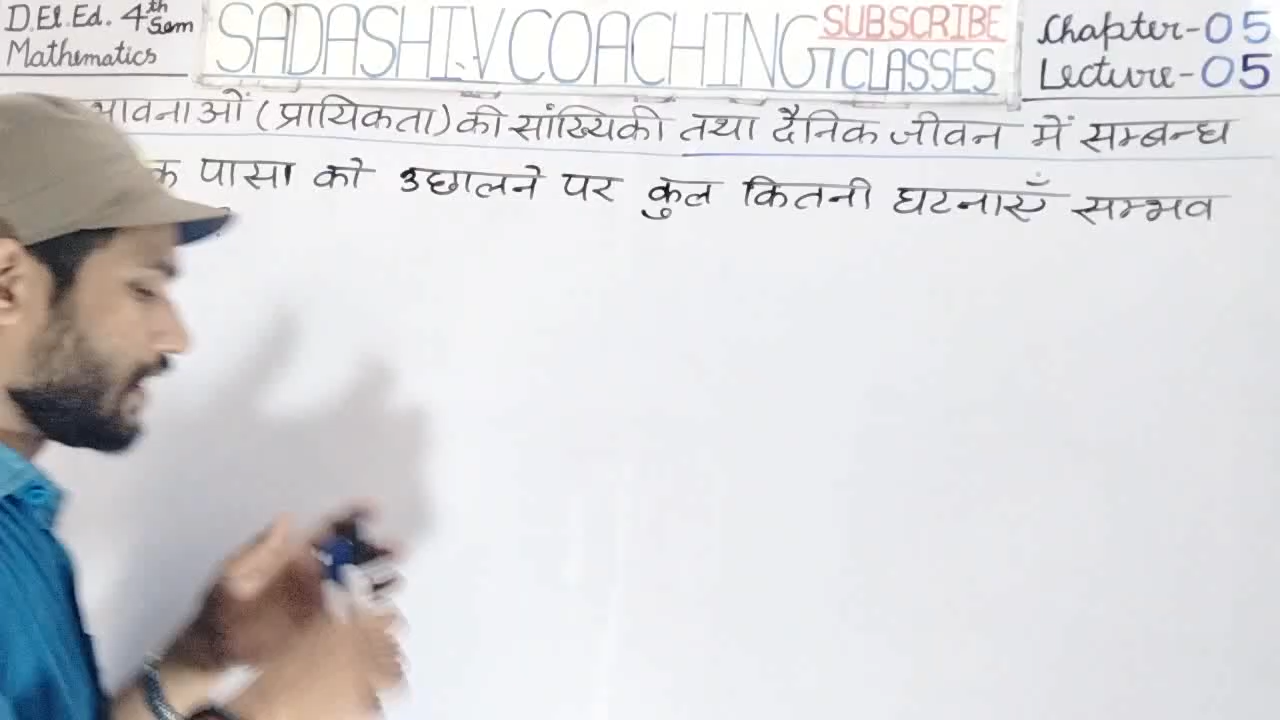 D.El.Ed. 4th Sem
Mathematics
SADASHIV COACHING CLASSES
SUBSCRIBE
Chapter-05
Lecture-05
(प्रायिकता) की सांख्यिकी तथा दैनिक जीवन में सम्बन्ध
पासा को उछालने पर कुल कितनी घटनाएँ सम्भव